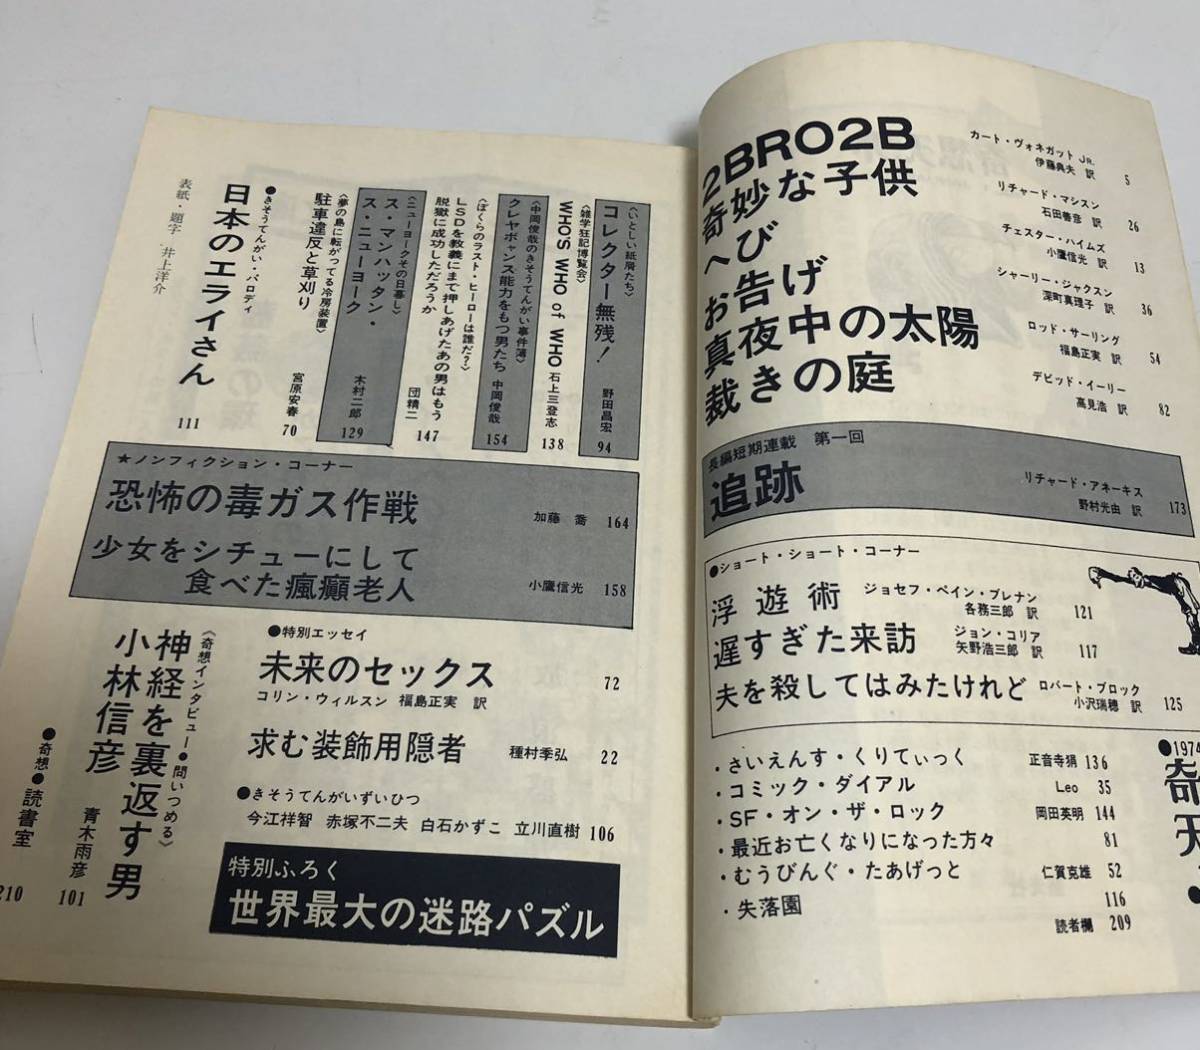 2BRO2B
カート・ヴォネガット JR.
伊藤典夫 訳
5
奇妙な子供
リチャード・マシスン
石田善彦 訳
26
へび
チェスター・ハイムズ
小鷹信光 訳
13
お告げ
シャーリー・ジャクスン
深町真理子 訳
36
真夜中の太陽
ロッド・サーリング
福島正実 訳
54
裁きの庭
デビッド・イーリー
高見浩 訳
82
長編短期連載 第一回
追跡
リチャード・アネーキス
野村光由 訳
173
●ショート・ショート・コーナー
浮遊術
ジョセフ・ペイン・ブレナン
各務三郎 訳
121
遅すぎた来訪
ジョン・コリア
矢野浩三郎 訳
117
夫を殺してはみたけれど
ロバート・ブロック
小沢瑞穂 訳
125
・さいえんす・くりてぃっく 正音寺狷 136
・コミック・ダイアル Leo 35
・SF・オン・ザ・ロック 岡田英明 144
・最近お亡くなりになった方々 81
・むうびんぐ・たあげっと 仁賀克雄 52
・失落園 116
読者欄 209
●1974
奇
天
〈いとしい紙屑たち〉
コレクター無残!
野田昌宏
94
〈雑学狂記博覧会〉
WHO'S WHO of WHO
石上三登志
138
〈中岡俊哉のきそうてんがい事件簿〉
クレヤボヤンス能力をもつ男たち
中岡俊哉
154
〈ぼくらのラスト・ヒーローは誰だ?〉
LSDを教義にまで押しあげたあの男はもう
脱獄に成功しただろうか
団精二
147
〈ニューヨークその日暮し〉
ス・マンハッタン・
ス・ニューヨーク
木村二郎
129
〈夢の島に転がってる冷房装置〉
駐車違反と草刈り
宮原安春
70
●きそうてんがい・パロディ
日本のエライさん
111
表紙・題字・井上洋介
★ノンフィクション・コーナー
恐怖の毒ガス作戦
加藤 喬
164
少女をシチューにして
食べた瘋癲老人
小鷹信光
158
●特別エッセイ
未来のセックス
コリン・ウィルスン 福島正実 訳
72
求む装飾用隠者
種村季弘
22
●きそうてんがいずいひつ
今江祥智 赤塚不二夫 白石かずこ 立川直樹 106
特別ふろく
世界最大の迷路パズル
〈奇想インタビュー●問いつめる〉
神経を裏返す男
小林信彦
青木雨彦
101
●奇想●読書室
210